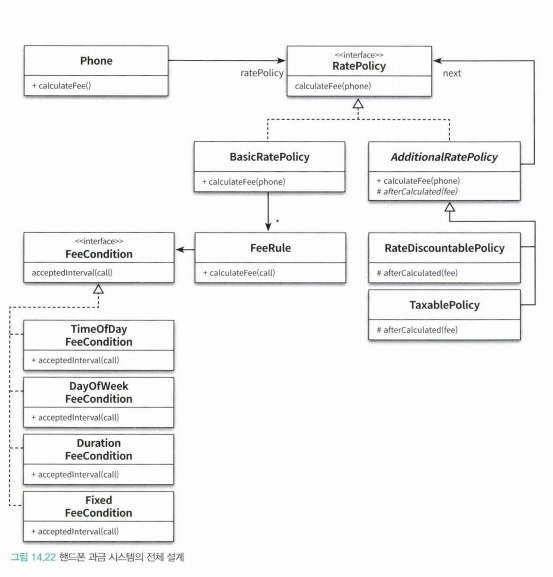 Phone
+ calculateFee()
ratePolicy
<<interface>>
RatePolicy
calculateFee(phone)
next
BasicRatePolicy
+ calculateFee(phone)
AdditionalRatePolicy
+ calculateFee(phone)
# afterCalculated(fee)
*
<<interface>>
FeeCondition
acceptedInterval(call)
FeeRule
+ calculateFee(call)
RateDiscountablePolicy
# afterCalculated(fee)
TaxablePolicy
# afterCalculated(fee)
TimeOfDay
FeeCondition
+ acceptedInterval(call)
DayOfWeek
FeeCondition
+ acceptedInterval(call)
Duration
FeeCondition
+ acceptedInterval(call)
Fixed
FeeCondition
+ acceptedInterval(call)
그림 14.22 핸드폰 과금 시스템의 전체 설계